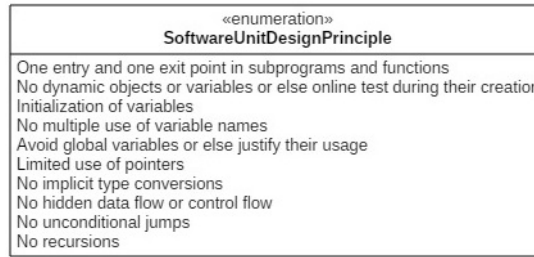 «enumeration»
SoftwareUnitDesignPrinciple
One entry and one exit point in subprograms and functions
No dynamic objects or variables or else online test during their creation
Initialization of variables
No multiple use of variable names
Avoid global variables or else justify their usage
Limited use of pointers
No implicit type conversions
No hidden data flow or control flow
No unconditional jumps
No recursions